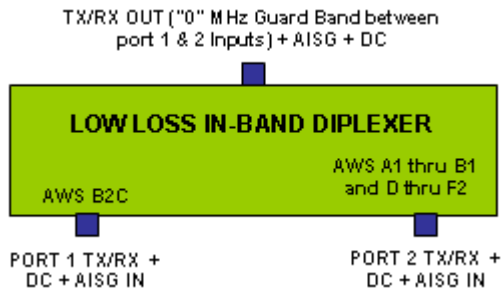 TX/RX OUT ("0" MHz Guard Band between
port 1 & 2 Inputs) + AISG + DC
LOW LOSS IN-BAND DIPLEXER
AWS A1 thru B1
and D thru F2
AWS B2C
PORT 1 TX/RX +
DC + AISG IN
PORT 2 TX/RX +
DC + AISG IN